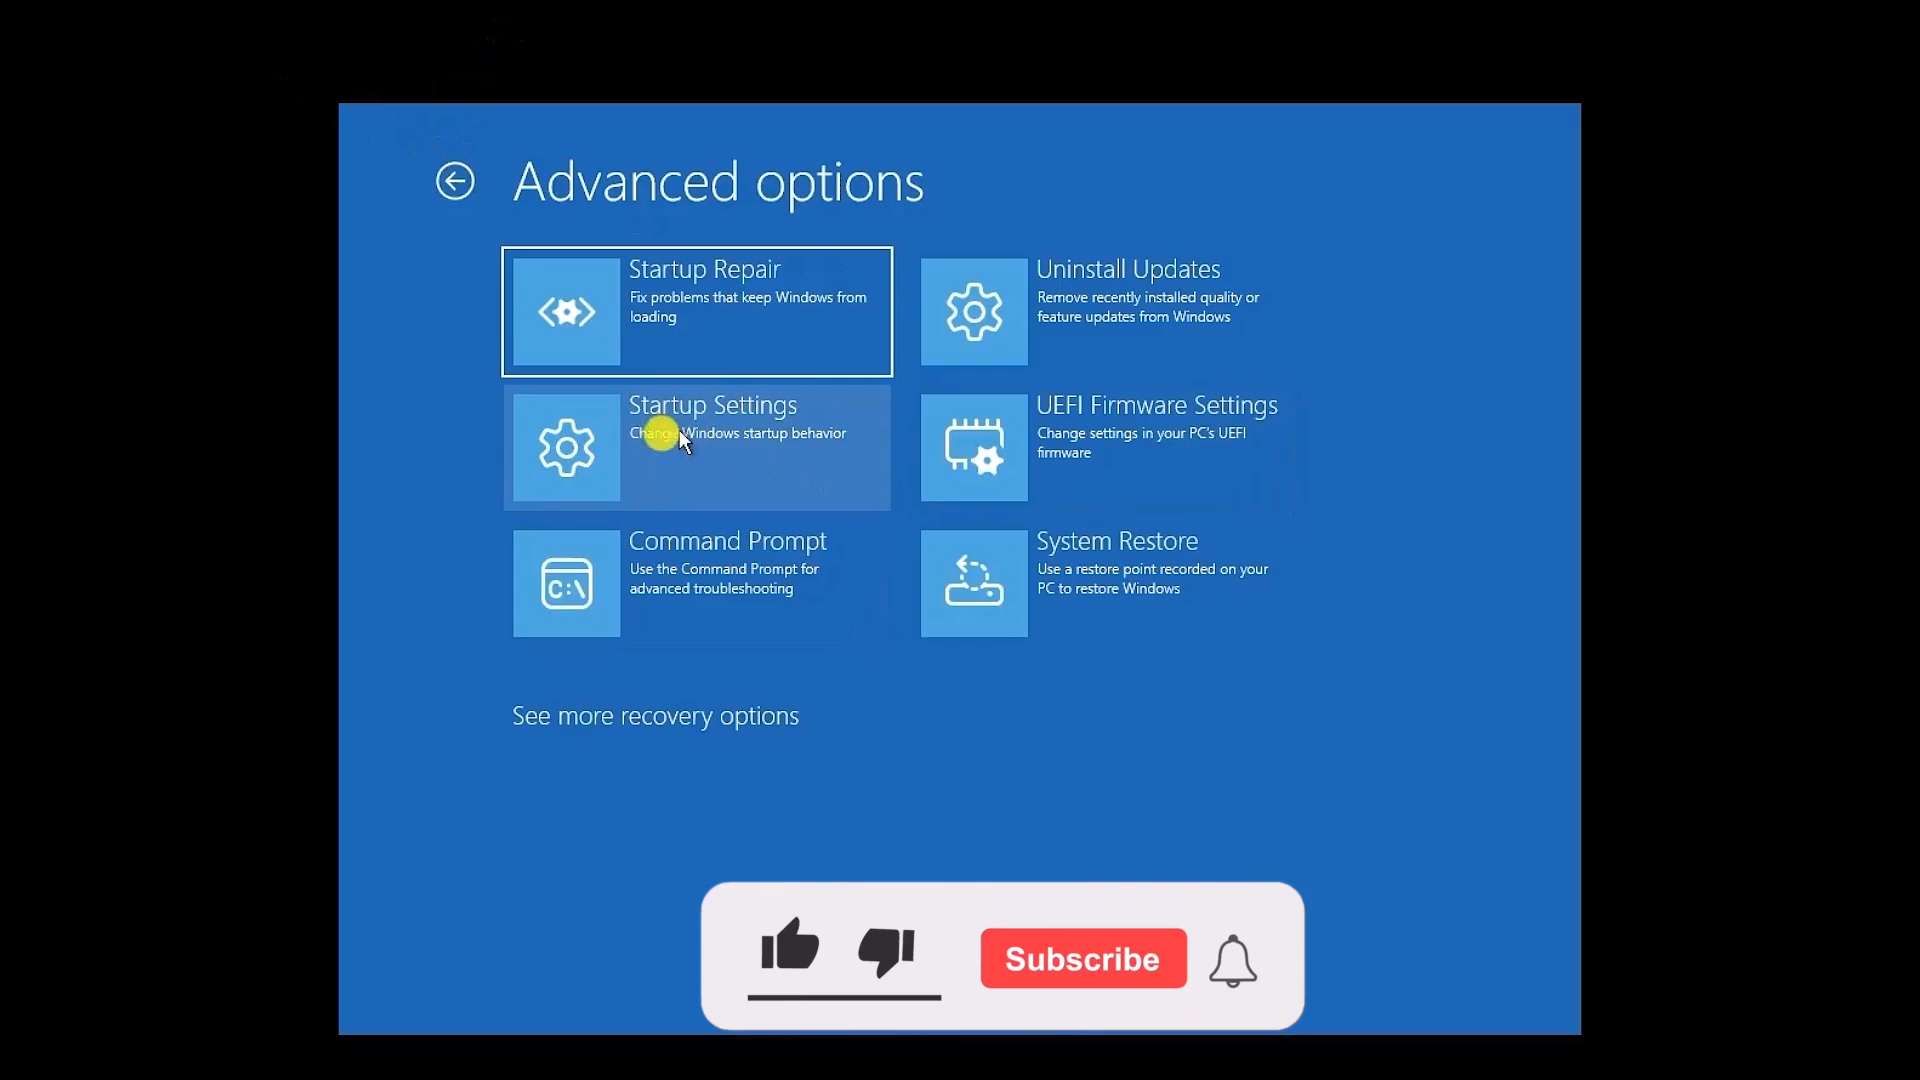 Advanced options
Startup Repair
Fix problems that keep Windows from
loading
Uninstall Updates
Remove recently installed quality or
feature updates from Windows
Startup Settings
Change Windows startup behavior
UEFI Firmware Settings
Change settings in your PC's UEFI
firmware
C:\
Command Prompt
Use the Command Prompt for
advanced troubleshooting
System Restore
Use a restore point recorded on your
PC to restore Windows
See more recovery options
Subscribe